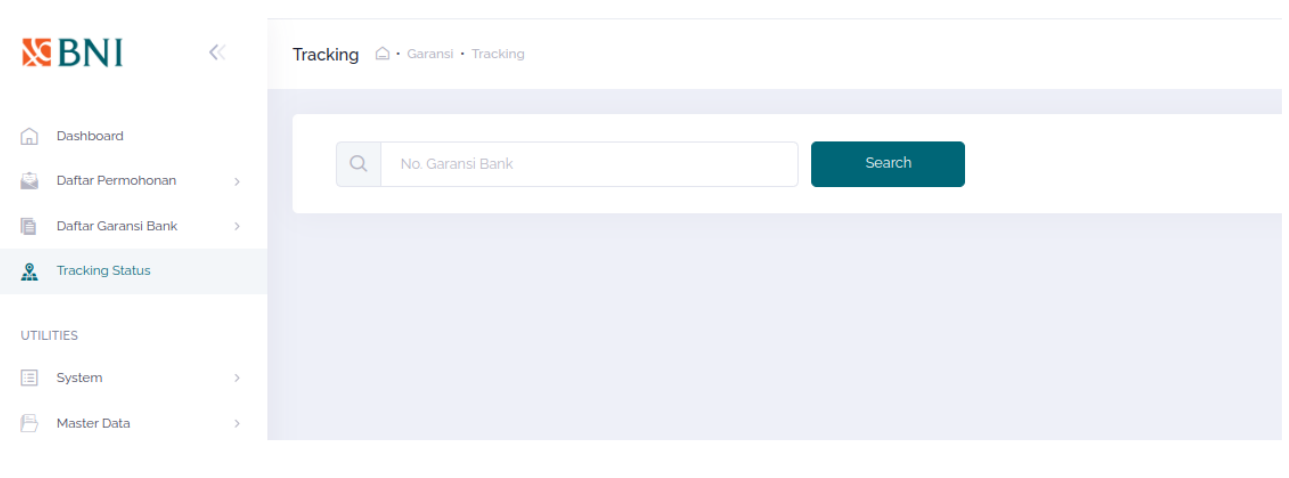 BNI
Tracking • Garansi • Tracking
Dashboard
Daftar Permohonan
Daftar Garansi Bank
Tracking Status
UTILITIES
System
Master Data
No. Garansi Bank
Search